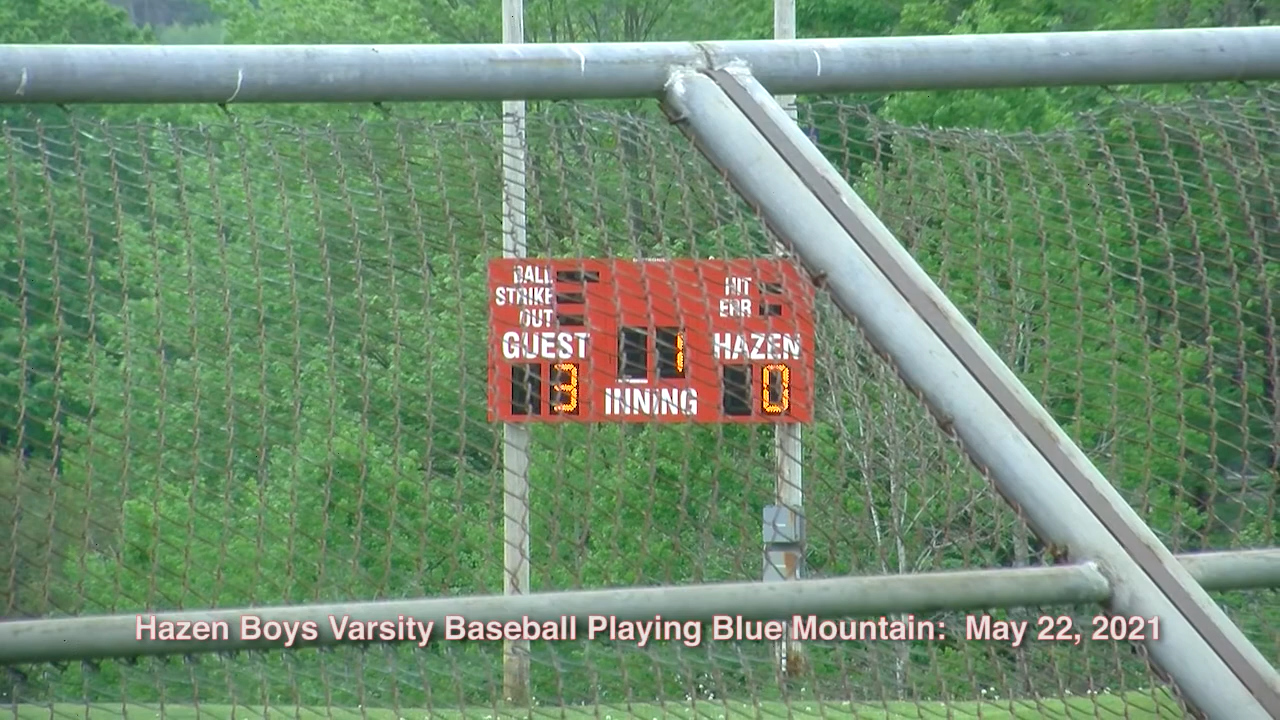 BALL
STRIKE
OUT
HIT
ERR
GUEST
1
HAZEN
3
INNING
0
Hazen Boys Varsity Baseball Playing Blue Mountain: May 22, 2021